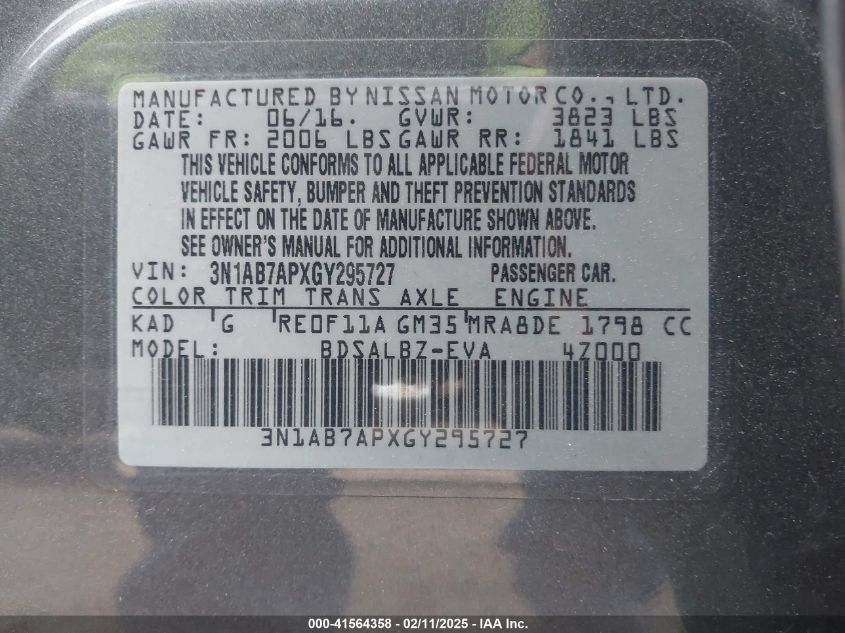 MANUFACTURED BY NISSAN MOTOR CO., LTD.
DATE: 06/16. GVWR: 3823 LBS
GAWR FR: 2006 LBS GAWR RR: 1841 LBS
THIS VEHICLE CONFORMS TO ALL APPLICABLE FEDERAL MOTOR
VEHICLE SAFETY, BUMPER AND THEFT PREVENTION STANDARDS
IN EFFECT ON THE DATE OF MANUFACTURE SHOWN ABOVE.
SEE OWNER'S MANUAL FOR ADDITIONAL INFORMATION.
VIN: 3N1AB7APXGY295727 PASSENGER CAR.
COLOR TRIM TRANS AXLE ENGINE
KAD G RE0F11A GM35 MRA8DE 1798 CC
MODEL: BDSALBZ-EVA 4Z000
3N1AB7APXGY295727
000-41564358 - 02/11/2025 - IAA Inc.